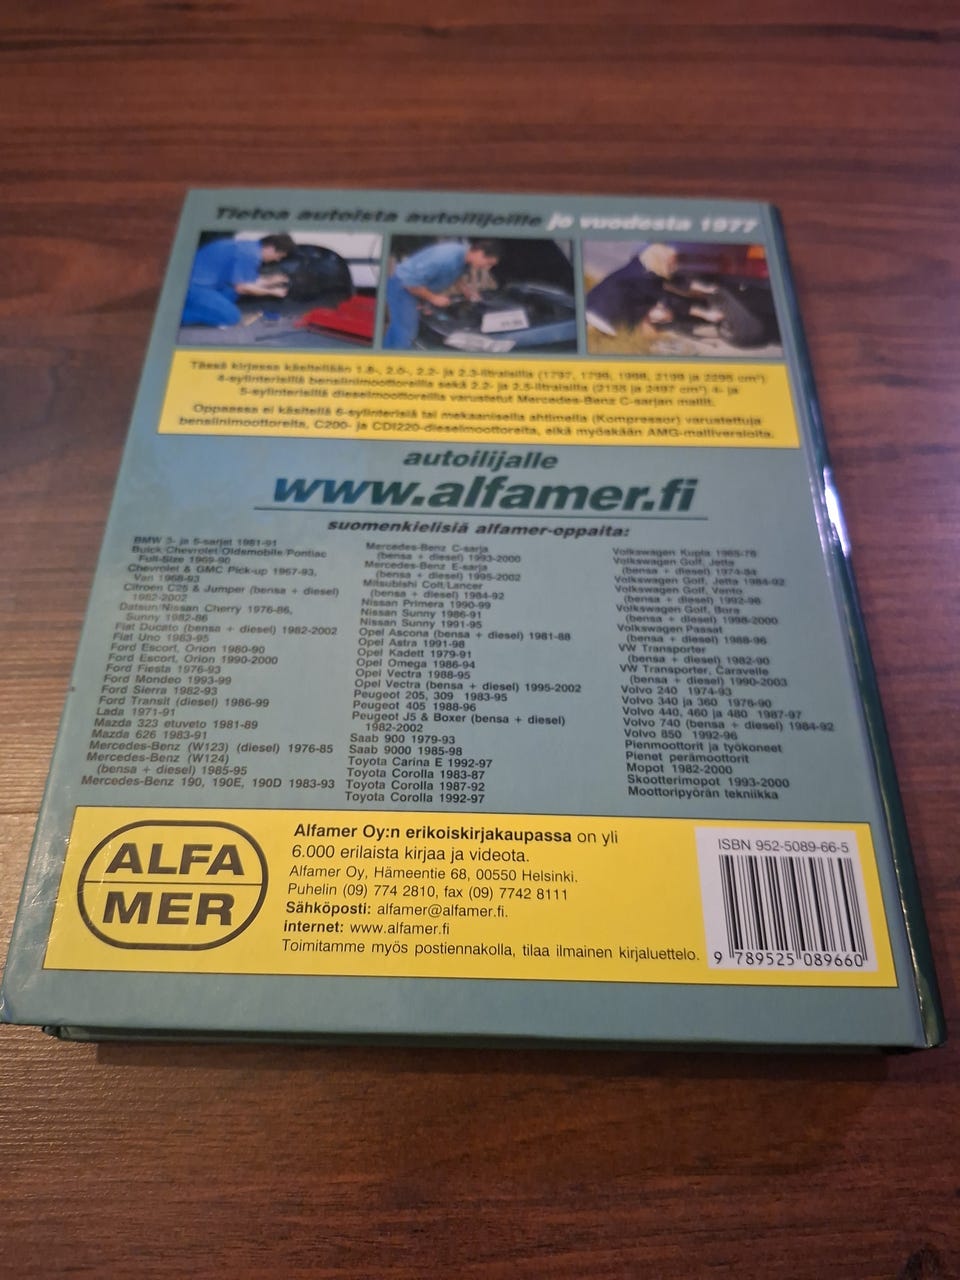 Tietoa autoista autoilijoille jo vuodesta 1977
Tässä kirjassa käsitellään 1.8-, 2.0-, 2.2- ja 2.3-litraisilla (1797, 1799, 1998, 2199 ja 2295 cm³)
4-sylinterisillä bensiinimoottoreilla sekä 2.2- ja 2.5-litraisilla (2155 ja 2497 cm³) 4- ja
5-sylinterisillä dieselmoottoreilla varustetut Mercedes-Benz C-sarjan mallit.
Oppaassa ei käsitellä 6-sylinterisiä tai mekaanisella ahtimella (Kompressor) varustettuja
bensiinimoottoreita, C200- ja CDI220-dieselmoottoreita, eikä myöskään AMG-malliversioita.
autoilijalle
www.alfamer.fi
suomenkielisiä alfamer-oppaita:
BMW 3- ja 5-sarjat 1981-91
Buick/Chevrolet/Oldsmobile/Pontiac
Full-Size 1969-90
Chevrolet & GMC Pick-up 1967-93,
Van 1968-93
Citroën C25 & Jumper (bensa + diesel)
1982-2002
Datsun/Nissan Cherry 1976-86,
Sunny 1982-86
Fiat Ducato (bensa + diesel) 1982-2002
Fiat Uno 1983-95
Ford Escort, Orion 1980-90
Ford Escort, Orion 1990-2000
Ford Fiesta 1976-93
Ford Mondeo 1993-99
Ford Sierra 1982-93
Ford Transit (diesel) 1986-99
Lada 1971-91
Mazda 323 etuveto 1981-89
Mazda 626 1983-91
Mercedes-Benz (W123) (diesel) 1976-85
Mercedes-Benz (W124)
(bensa + diesel) 1985-95
Mercedes-Benz 190, 190E, 190D 1983-93
Mercedes-Benz C-sarja
(bensa + diesel) 1993-2000
Mercedes-Benz E-sarja
(bensa + diesel) 1995-2002
Mitsubishi Colt/Lancer
(bensa + diesel) 1984-92
Nissan Primera 1990-99
Nissan Sunny 1986-91
Nissan Sunny 1991-95
Opel Ascona (bensa + diesel) 1981-88
Opel Astra 1991-98
Opel Kadett 1979-91
Opel Omega 1986-94
Opel Vectra 1988-95
Opel Vectra (bensa + diesel) 1995-2002
Peugeot 205, 309 1983-95
Peugeot 405 1988-96
Peugeot J5 & Boxer (bensa + diesel)
1982-2002
Saab 900 1979-93
Saab 9000 1985-98
Toyota Carina E 1992-97
Toyota Corolla 1983-87
Toyota Corolla 1987-92
Toyota Corolla 1992-97
Volkswagen Kupla 1965-78
Volkswagen Golf, Jetta
(bensa + diesel) 1974-84
Volkswagen Golf, Jetta 1984-92
Volkswagen Golf, Vento
(bensa + diesel) 1992-98
Volkswagen Golf, Bora
(bensa + diesel) 1998-2000
Volkswagen Passat
(bensa + diesel) 1988-96
VW Transporter
(bensa + diesel) 1982-90
VW Transporter, Caravelle
(bensa + diesel) 1990-2003
Volvo 240 1974-93
Volvo 340 ja 360 1976-90
Volvo 440, 460 ja 480 1987-97
Volvo 740 (bensa + diesel) 1984-92
Volvo 850 1992-96
Pienmoottorit ja työkoneet
Pienet perämoottorit
Mopot 1982-2000
Skootterimopot 1993-2000
Moottoripyörän tekniikka
ALFA
MER
Alfamer Oy:n erikoiskirjakaupassa on yli
6.000 erilaista kirjaa ja videota.
Alfamer Oy, Hämeentie 68, 00550 Helsinki.
Puhelin (09) 774 2810, fax (09) 7742 8111
Sähköposti: alfamer@alfamer.fi.
internet: www.alfamer.fi
Toimitamme myös postiennakolla, tilaa ilmainen kirjaluettelo.
ISBN 952-5089-66-5
9 789525 089660